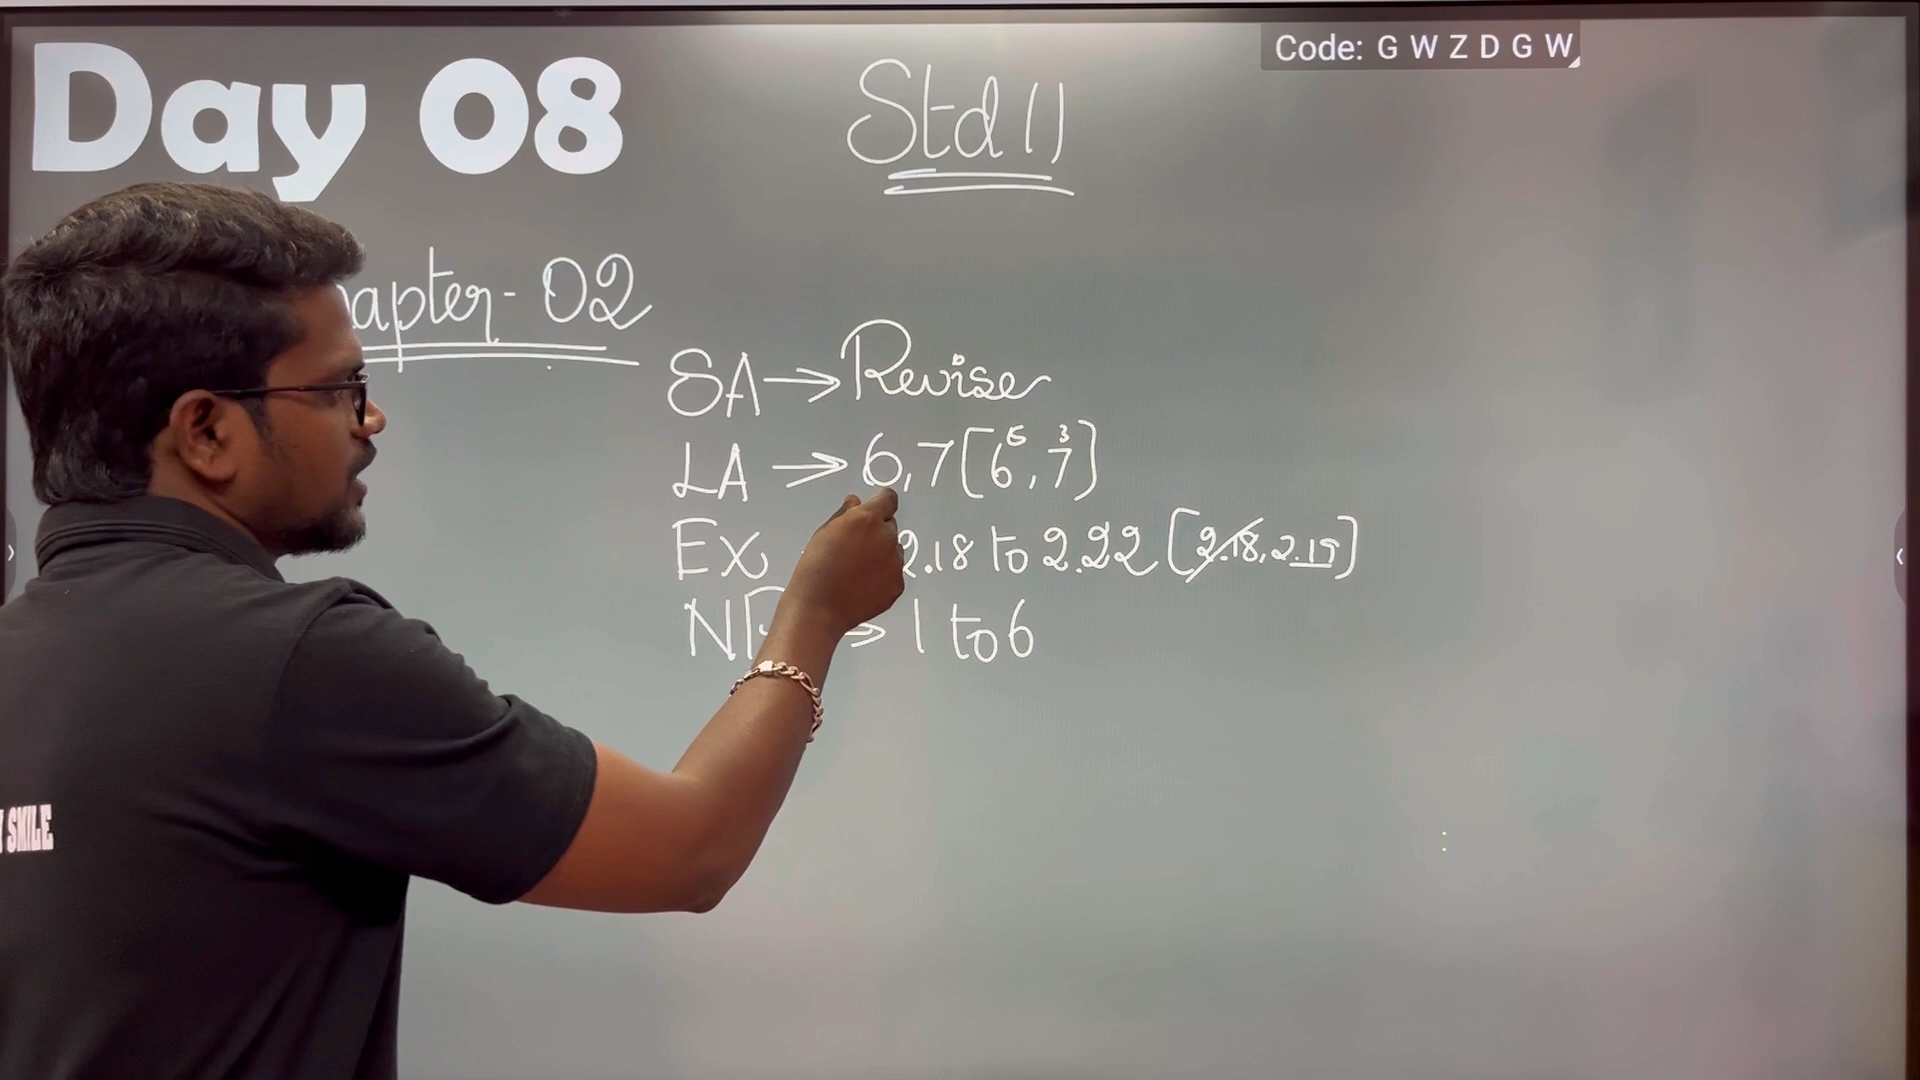 Code: G W Z D G W
Day 08
Std 11
apter - 02
SA → Revise
LA → 6,7 [6, 7]
Ex 2.18 to 2.22 [2.18, 2.19]
→ 1 to 6
SMILE